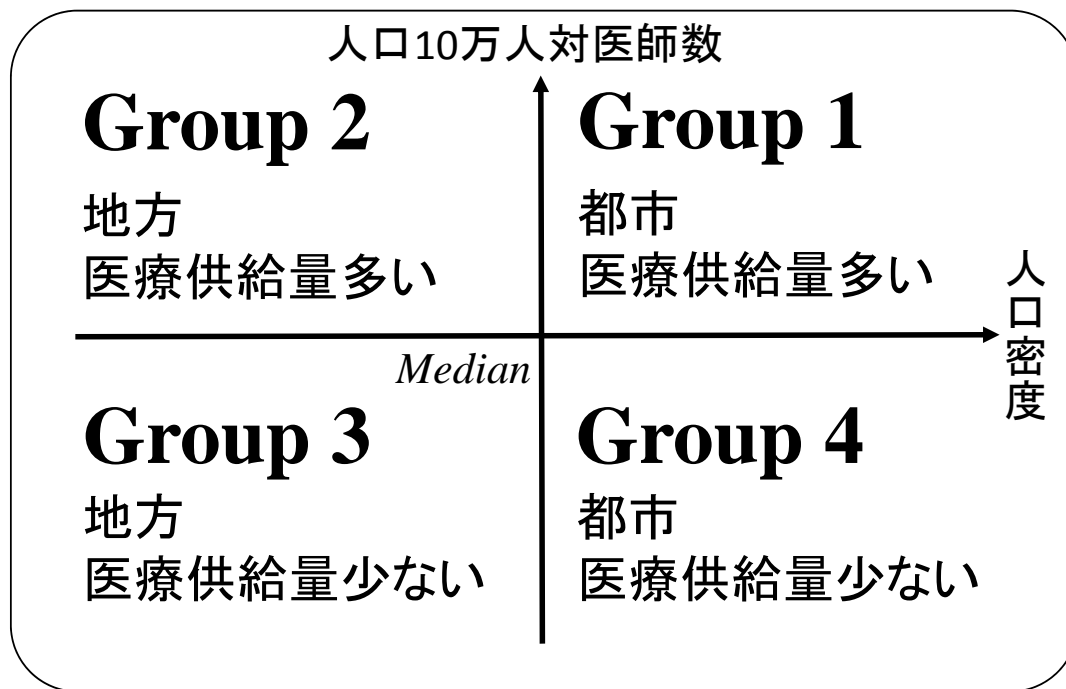 人口10万人対医師数
Group 2
地方
医療供給量多い
Group 1
都市
医療供給量多い
人口密度
Median
Group 3
地方
医療供給量少ない
Group 4
都市
医療供給量少ない